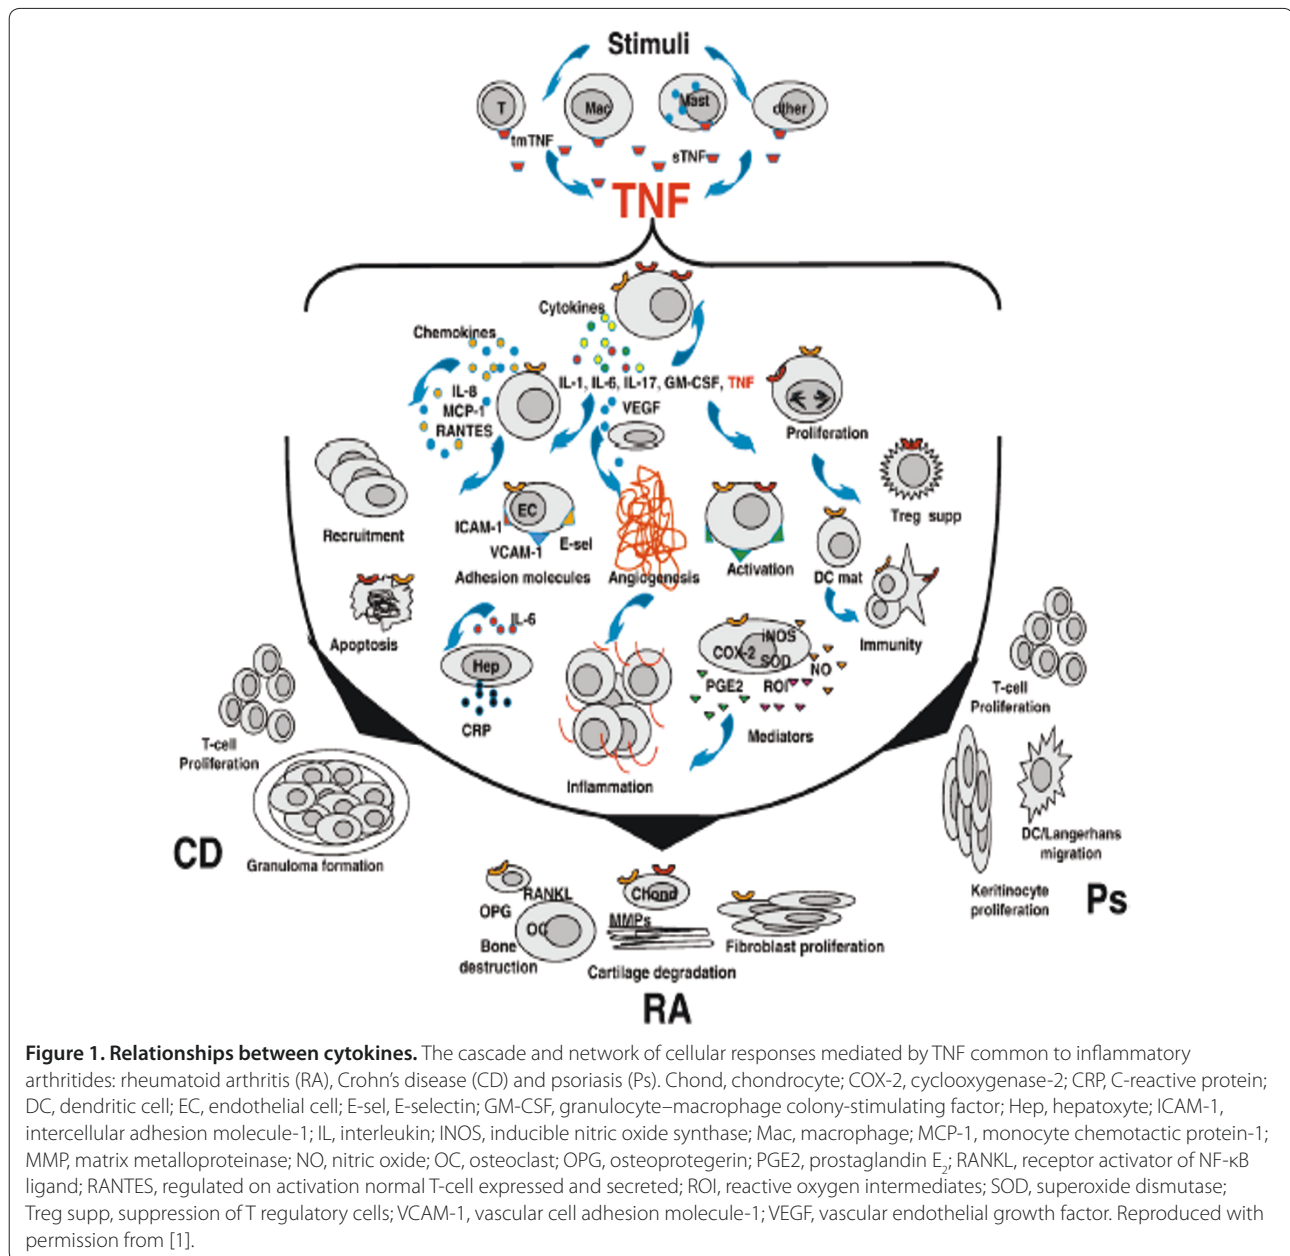 Stimuli
T
Mac
Mast
other
tmTNF
sTNF
TNF
Cytokines
Chemokines
IL-1, IL-6, IL-17, GM-CSF, TNF
IL-8
MCP-1
RANTES
VEGF
Proliferation
Recruitment
EC
ICAM-1
VCAM-1
E-sel
Adhesion molecules
Angiogenesis
Activation
DC mat
Treg supp
Apoptosis
IL-6
Hep
CRP
Inflammation
COX-2
iNOS
SOD
NO
PGE2
ROI
Mediators
Immunity
T-cell
Proliferation
Granuloma formation
CD
T-cell
Proliferation
DC/Langerhans
migration
Keritinocyte
proliferation
Ps
RANKL
OPG
OC
Bone
destruction
Chond
MMPs
Cartilage degradation
Fibroblast proliferation
RA
Figure 1. Relationships between cytokines. The cascade and network of cellular responses mediated by TNF common to inflammatory
arthritides: rheumatoid arthritis (RA), Crohn's disease (CD) and psoriasis (Ps). Chond, chondrocyte; COX-2, cyclooxygenase-2; CRP, C-reactive protein;
DC, dendritic cell; EC, endothelial cell; E-sel, E-selectin; GM-CSF, granulocyte–macrophage colony-stimulating factor; Hep, hepatoxyte; ICAM-1,
intercellular adhesion molecule-1; IL, interleukin; INOS, inducible nitric oxide synthase; Mac, macrophage; MCP-1, monocyte chemotactic protein-1;
MMP, matrix metalloproteinase; NO, nitric oxide; OC, osteoclast; OPG, osteoprotegerin; PGE2, prostaglandin E₂; RANKL, receptor activator of NF-κB
ligand; RANTES, regulated on activation normal T-cell expressed and secreted; ROI, reactive oxygen intermediates; SOD, superoxide dismutase;
Treg supp, suppression of T regulatory cells; VCAM-1, vascular cell adhesion molecule-1; VEGF, vascular endothelial growth factor. Reproduced with
permission from [1].